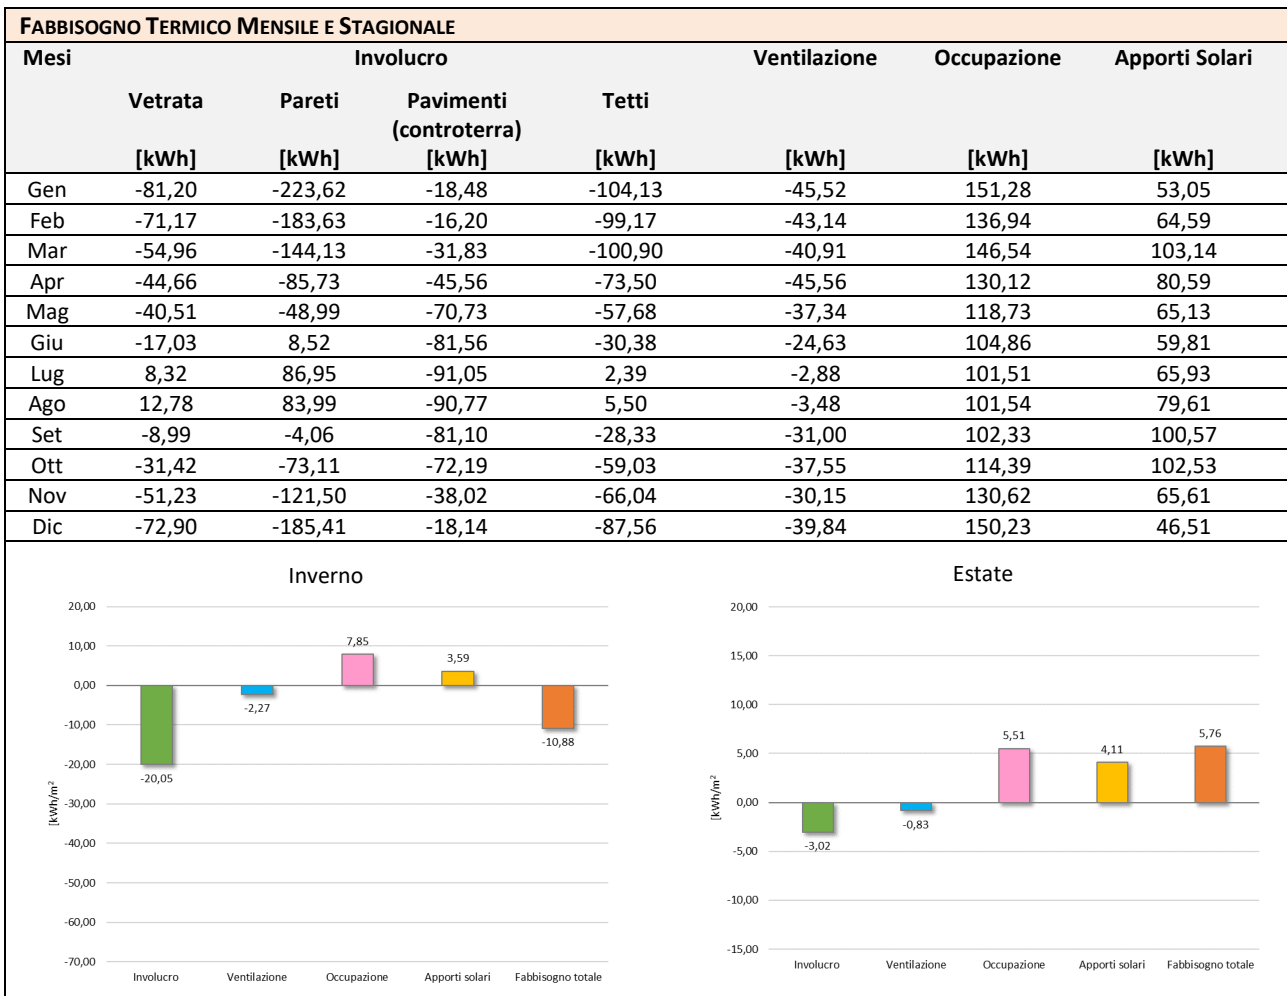 FABBISOGNO TERMICO MENSILE E STAGIONALE
Mesi Involucro Ventilazione Occupazione Apporti Solari
Vetrata Pareti Pavimenti (controterra) Tetti
[kWh] [kWh] [kWh] [kWh] [kWh] [kWh] [kWh]
Gen -81,20 -223,62 -18,48 -104,13 -45,52 151,28 53,05
Feb -71,17 -183,63 -16,20 -99,17 -43,14 136,94 64,59
Mar -54,96 -144,13 -31,83 -100,90 -40,91 146,54 103,14
Apr -44,66 -85,73 -45,56 -73,50 -45,56 130,12 80,59
Mag -40,51 -48,99 -70,73 -57,68 -37,34 118,73 65,13
Giu -17,03 8,52 -81,56 -30,38 -24,63 104,86 59,81
Lug 8,32 86,95 -91,05 2,39 -2,88 101,51 65,93
Ago 12,78 83,99 -90,77 5,50 -3,48 101,54 79,61
Set -8,99 -4,06 -81,10 -28,33 -31,00 102,33 100,57
Ott -31,42 -73,11 -72,19 -59,03 -37,55 114,39 102,53
Nov -51,23 -121,50 -38,02 -66,04 -30,15 130,62 65,61
Dic -72,90 -185,41 -18,14 -87,56 -39,84 150,23 46,51
Inverno
[kWh/m²
20,00
10,00
0,00
-10,00
-20,00
-30,00
-40,00
-50,00
-60,00
-70,00
-20,05
-2,27
7,85
3,59
-10,88
Involucro Ventilazione Occupazione Apporti solari Fabbisogno totale
Estate
[kWh/m²
20,00
15,00
10,00
5,00
0,00
-5,00
-10,00
-15,00
-3,02
-0,83
5,51
4,11
5,76
Involucro Ventilazione Occupazione Apporti solari Fabbisogno totale